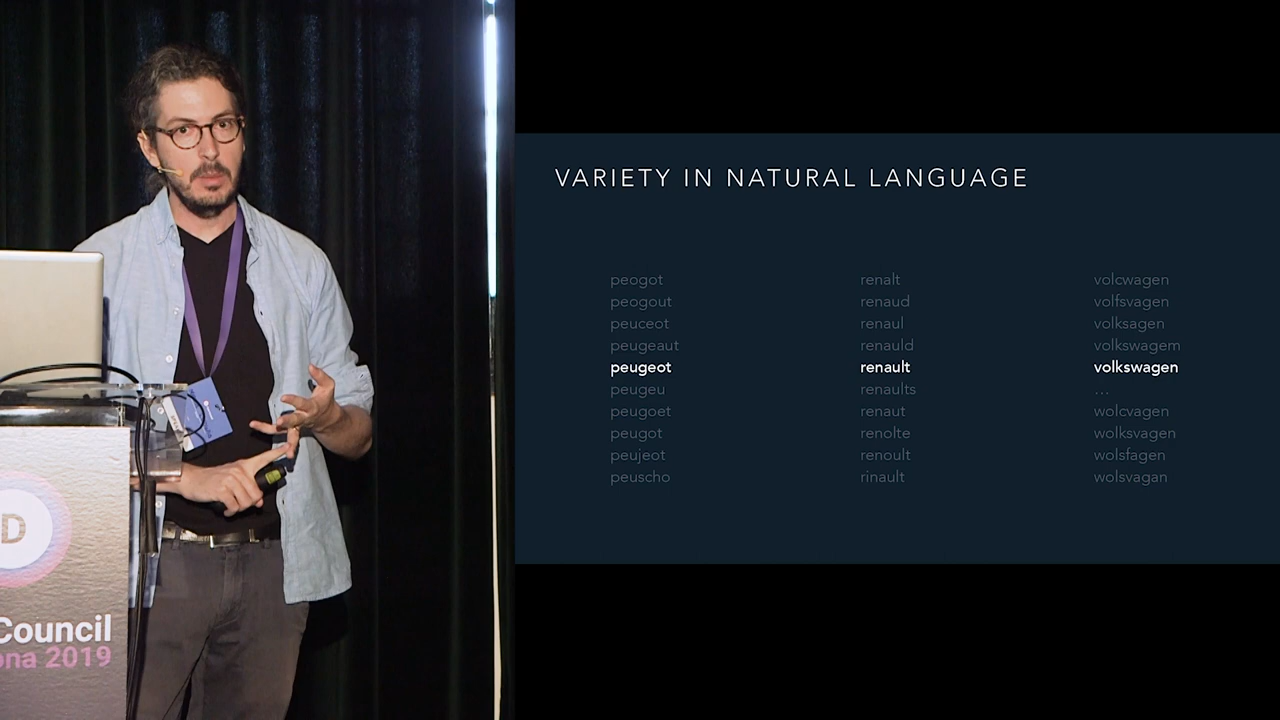 VARIETY IN NATURAL LANGUAGE
peogot
peogout
peuceot
peugeaut
peugeot
peugeu
peugoet
peugot
peujeot
peuscho
renalt
renaud
renaul
renauld
renault
renaults
renaut
renolte
renoult
rinault
volcwagen
volfsvagen
volksagen
volkswagem
volkswagen
...
wolcvagen
wolksvagen
wolsfagen
wolsvagan
D
Council
ona 2019